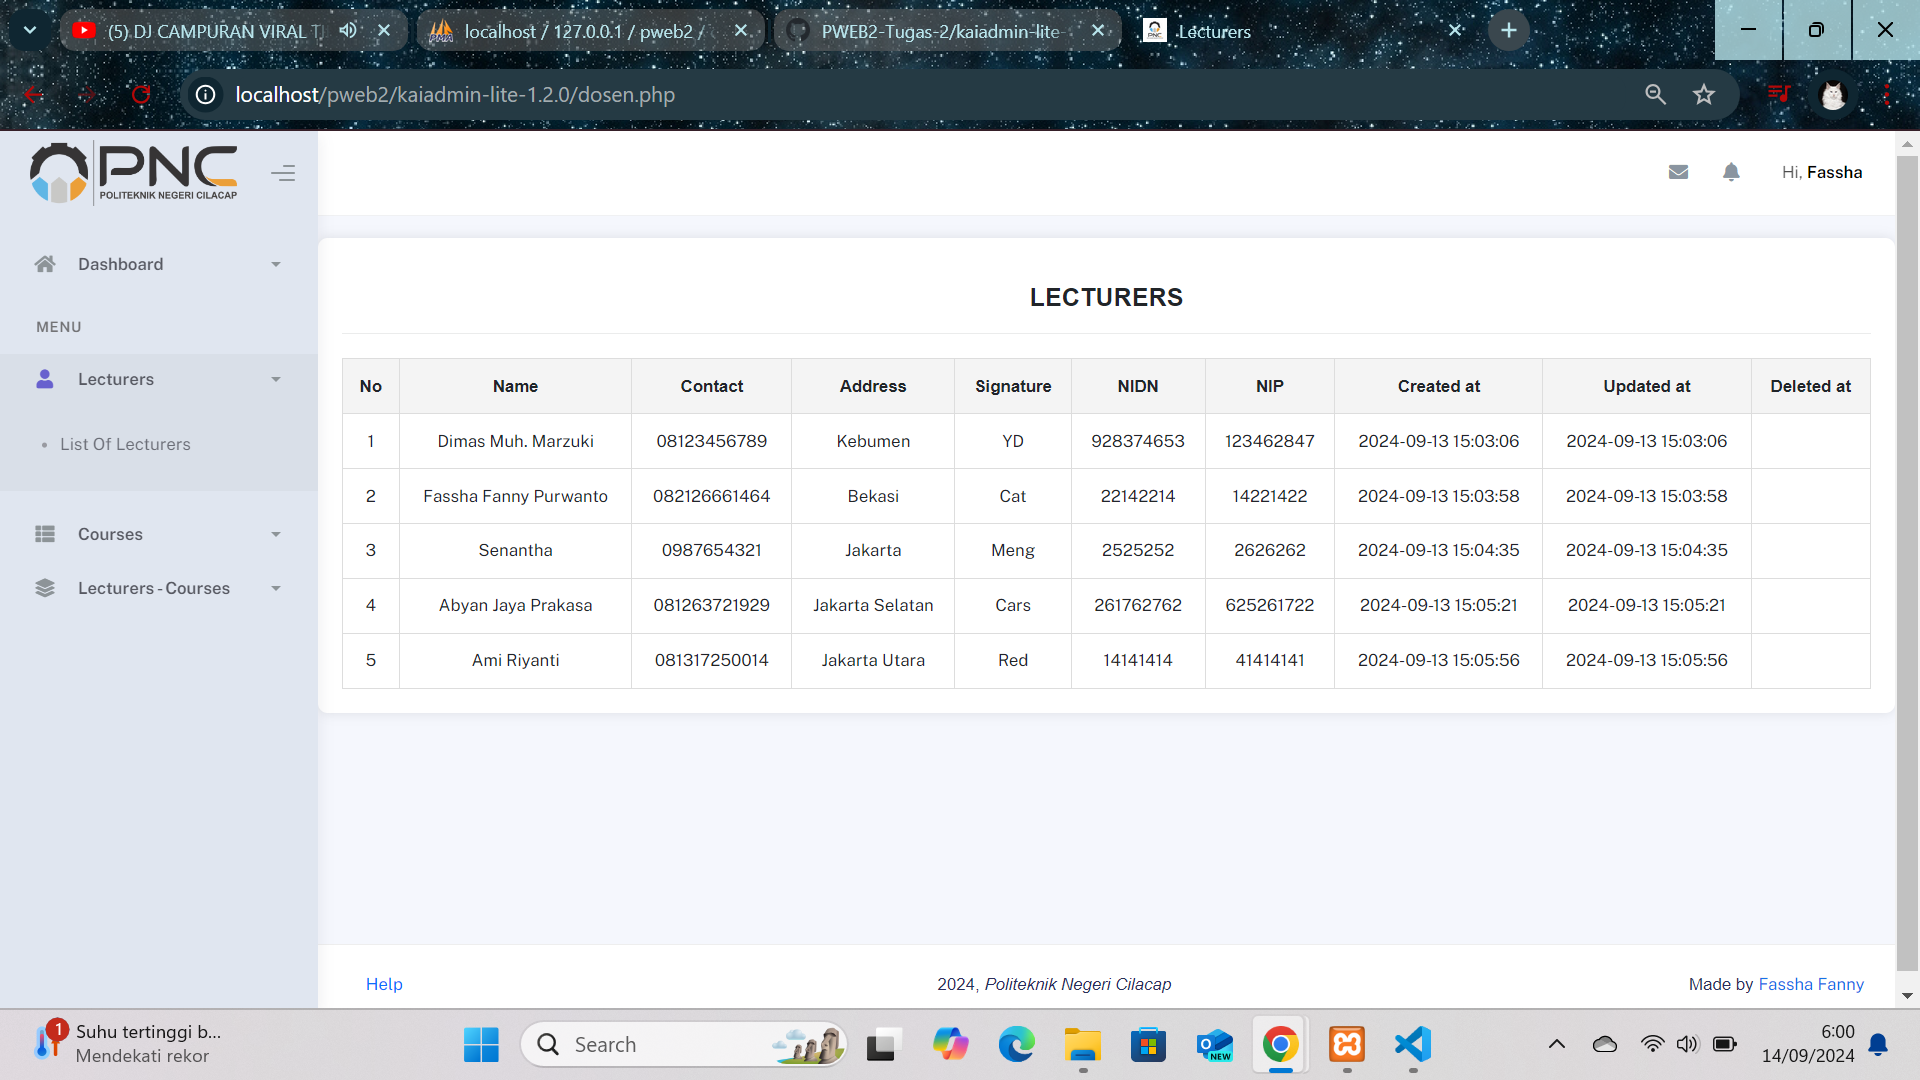 (5) DJ CAMPURAN VIRAL
localhost / 127.0.0.1 / pweb2 /
PWEB2-Tugas-2/kaiadmin-lite-
Lecturers
localhost/pweb2/kaiadmin-lite-1.2.0/dosen.php
PNC
POLITEKNIK NEGERI CILACAP
Hi, Fassha
Dashboard
MENU
Lecturers
• List Of Lecturers
Courses
Lecturers - Courses
LECTURERS
No Name Contact Address Signature NIDN NIP Created at Updated at Deleted at
1 Dimas Muh. Marzuki 08123456789 Kebumen YD 928374653 123462847 2024-09-13 15:03:06 2024-09-13 15:03:06
2 Fassha Fanny Purwanto 082126661464 Bekasi Cat 22142214 14221422 2024-09-13 15:03:58 2024-09-13 15:03:58
3 Senantha 0987654321 Jakarta Meng 2525252 2626262 2024-09-13 15:04:35 2024-09-13 15:04:35
4 Abyan Jaya Prakasa 081263721929 Jakarta Selatan Cars 261762762 625261722 2024-09-13 15:05:21 2024-09-13 15:05:21
5 Ami Riyanti 081317250014 Jakarta Utara Red 14141414 41414141 2024-09-13 15:05:56 2024-09-13 15:05:56
Help
2024, Politeknik Negeri Cilacap
Made by Fassha Fanny
1
Suhu tertinggi b...
Mendekati rekor
Search
NEW
6:00
14/09/2024